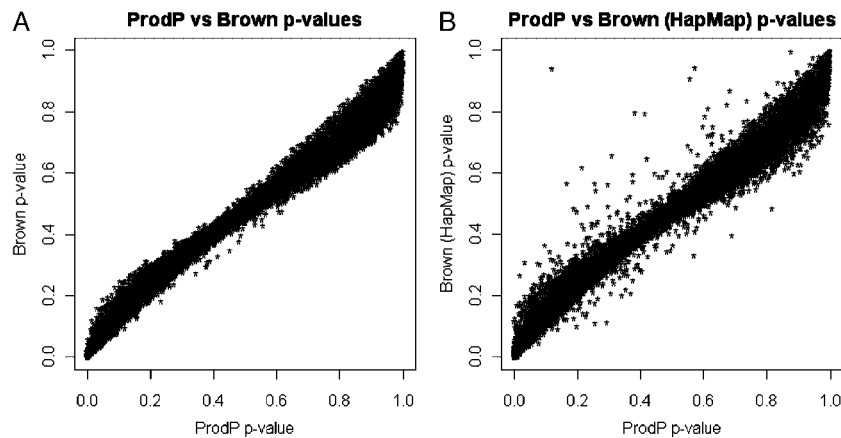 A
ProdP vs Brown p-values
Brown p-value
1.0
0.8
0.6
0.4
0.2
0.0
0.0 0.2 0.4 0.6 0.8 1.0
ProdP p-value
B
ProdP vs Brown (HapMap) p-values
Brown (HapMap) p-value
1.0
0.8
0.6
0.4
0.2
0.0
0.0 0.2 0.4 0.6 0.8 1.0
ProdP p-value